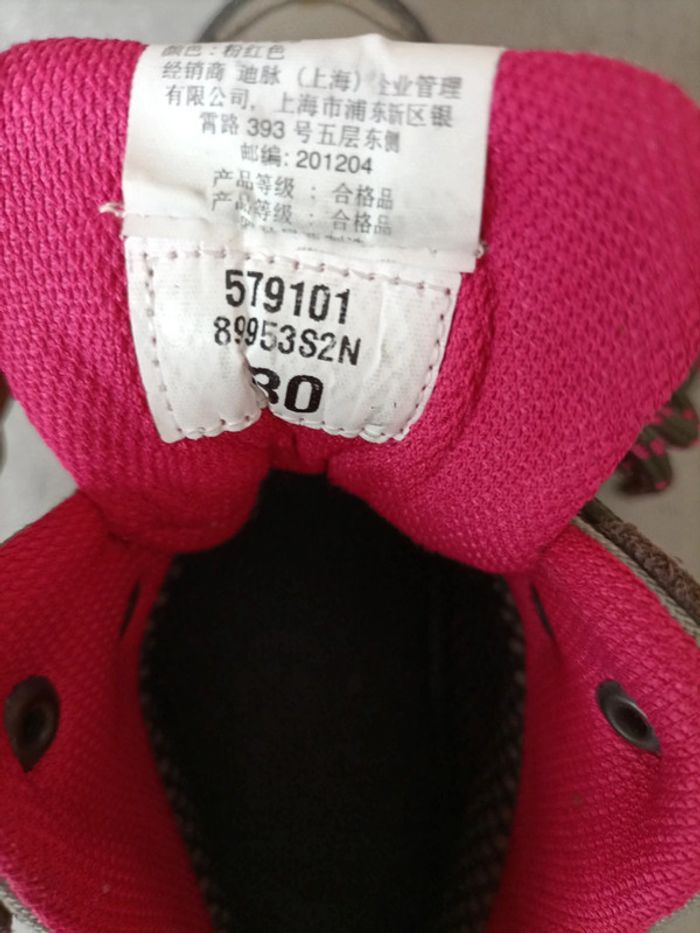 颜色：粉红色
经销商 迪脉（上海）企业管理
有限公司，上海市浦东新区银
霄路 393 号五层东侧
邮编: 201204
产品等级 ： 合格品
产品等级 ： 合格品
579101
89953S2N
30